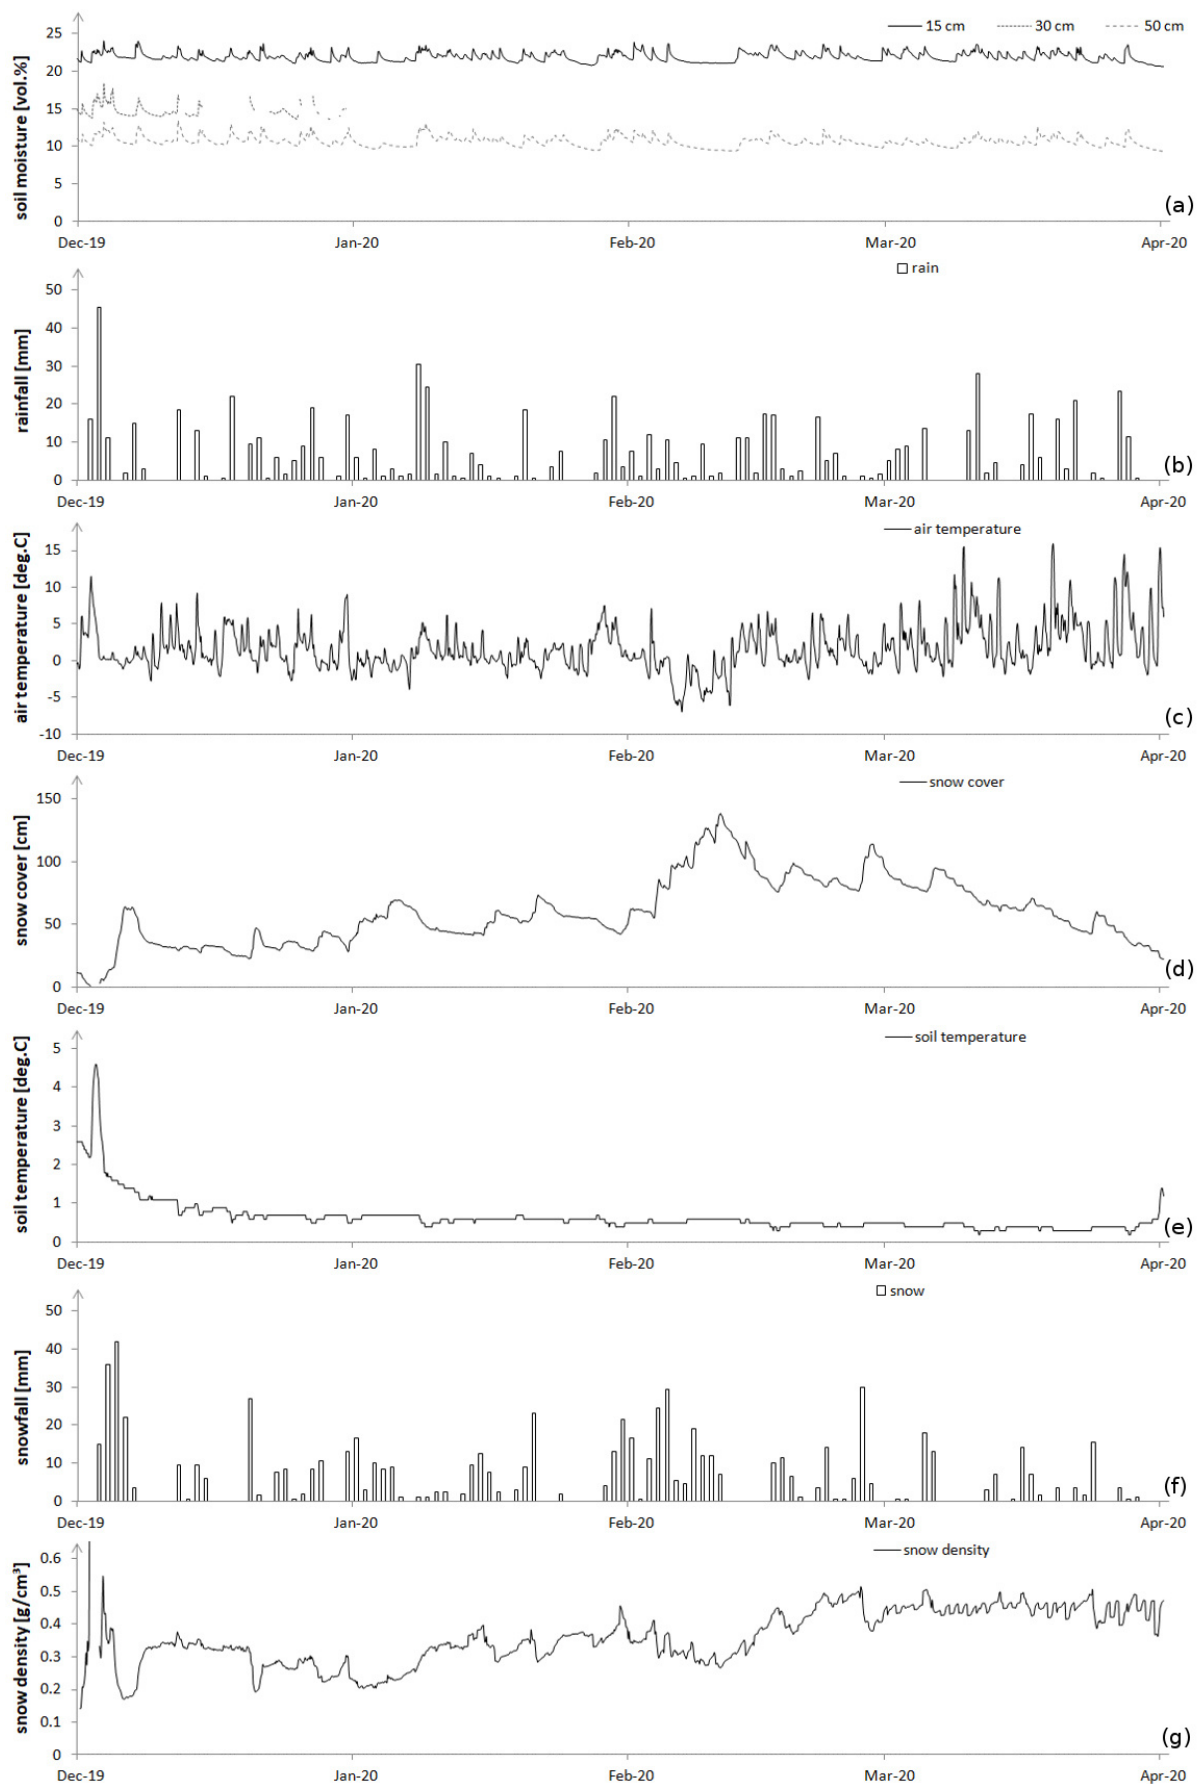 15 cm 30 cm 50 cm
soil moisture [vol.%]
25
20
15
10
5
0
(a)
Dec-19 Jan-20 Feb-20 Mar-20 Apr-20
rain
rainfall [mm]
50
40
30
20
10
0
(b)
Dec-19 Jan-20 Feb-20 Mar-20 Apr-20
air temperature
air temperature [deg.C]
15
10
5
0
-5
-10
(c)
Dec-19 Jan-20 Feb-20 Mar-20 Apr-20
snow cover
snow cover [cm]
150
100
50
0
(d)
Dec-19 Jan-20 Feb-20 Mar-20 Apr-20
soil temperature
soil temperature [deg.C]
5
4
3
2
1
0
(e)
Dec-19 Jan-20 Feb-20 Mar-20 Apr-20
snow
snowfall [mm]
50
40
30
20
10
0
(f)
Dec-19 Jan-20 Feb-20 Mar-20 Apr-20
snow density
snow density [g/cm³]
0.6
0.5
0.4
0.3
0.2
0.1
0
(g)
Dec-19 Jan-20 Feb-20 Mar-20 Apr-20